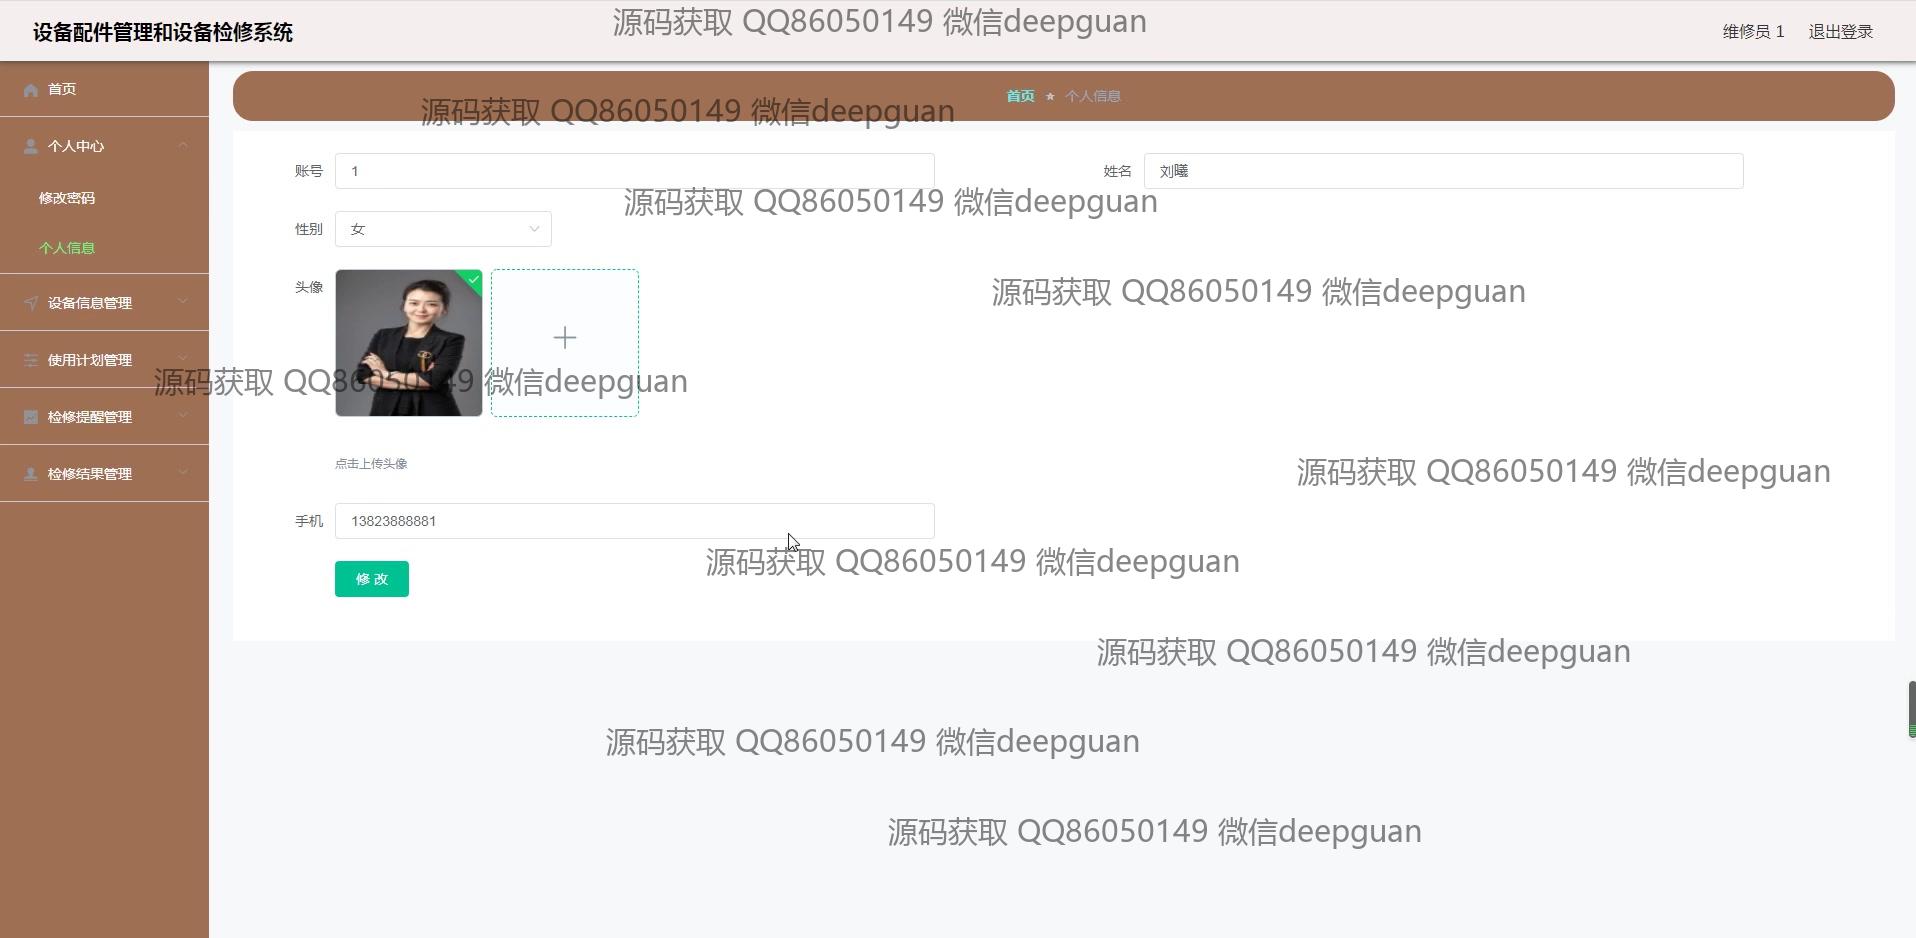 源码获取 QQ86050149 微信deepguan
设备配件管理和设备检修系统
维修员 1
退出登录
首页
个人中心
修改密码
个人信息
设备信息管理
使用计划管理
检修提醒管理
检修结果管理
首页 ★ 个人信息
源码获取 QQ86050149 微信deepguan
账号 1
姓名 刘曦
源码获取 QQ86050149 微信deepguan
性别 女
头像
源码获取 QQ86050149 微信deepguan
源码获取 QQ86050149 微信deepguan
点击上传头像
源码获取 QQ86050149 微信deepguan
手机 13823888881
源码获取 QQ86050149 微信deepguan
修 改
源码获取 QQ86050149 微信deepguan
源码获取 QQ86050149 微信deepguan
源码获取 QQ86050149 微信deepguan